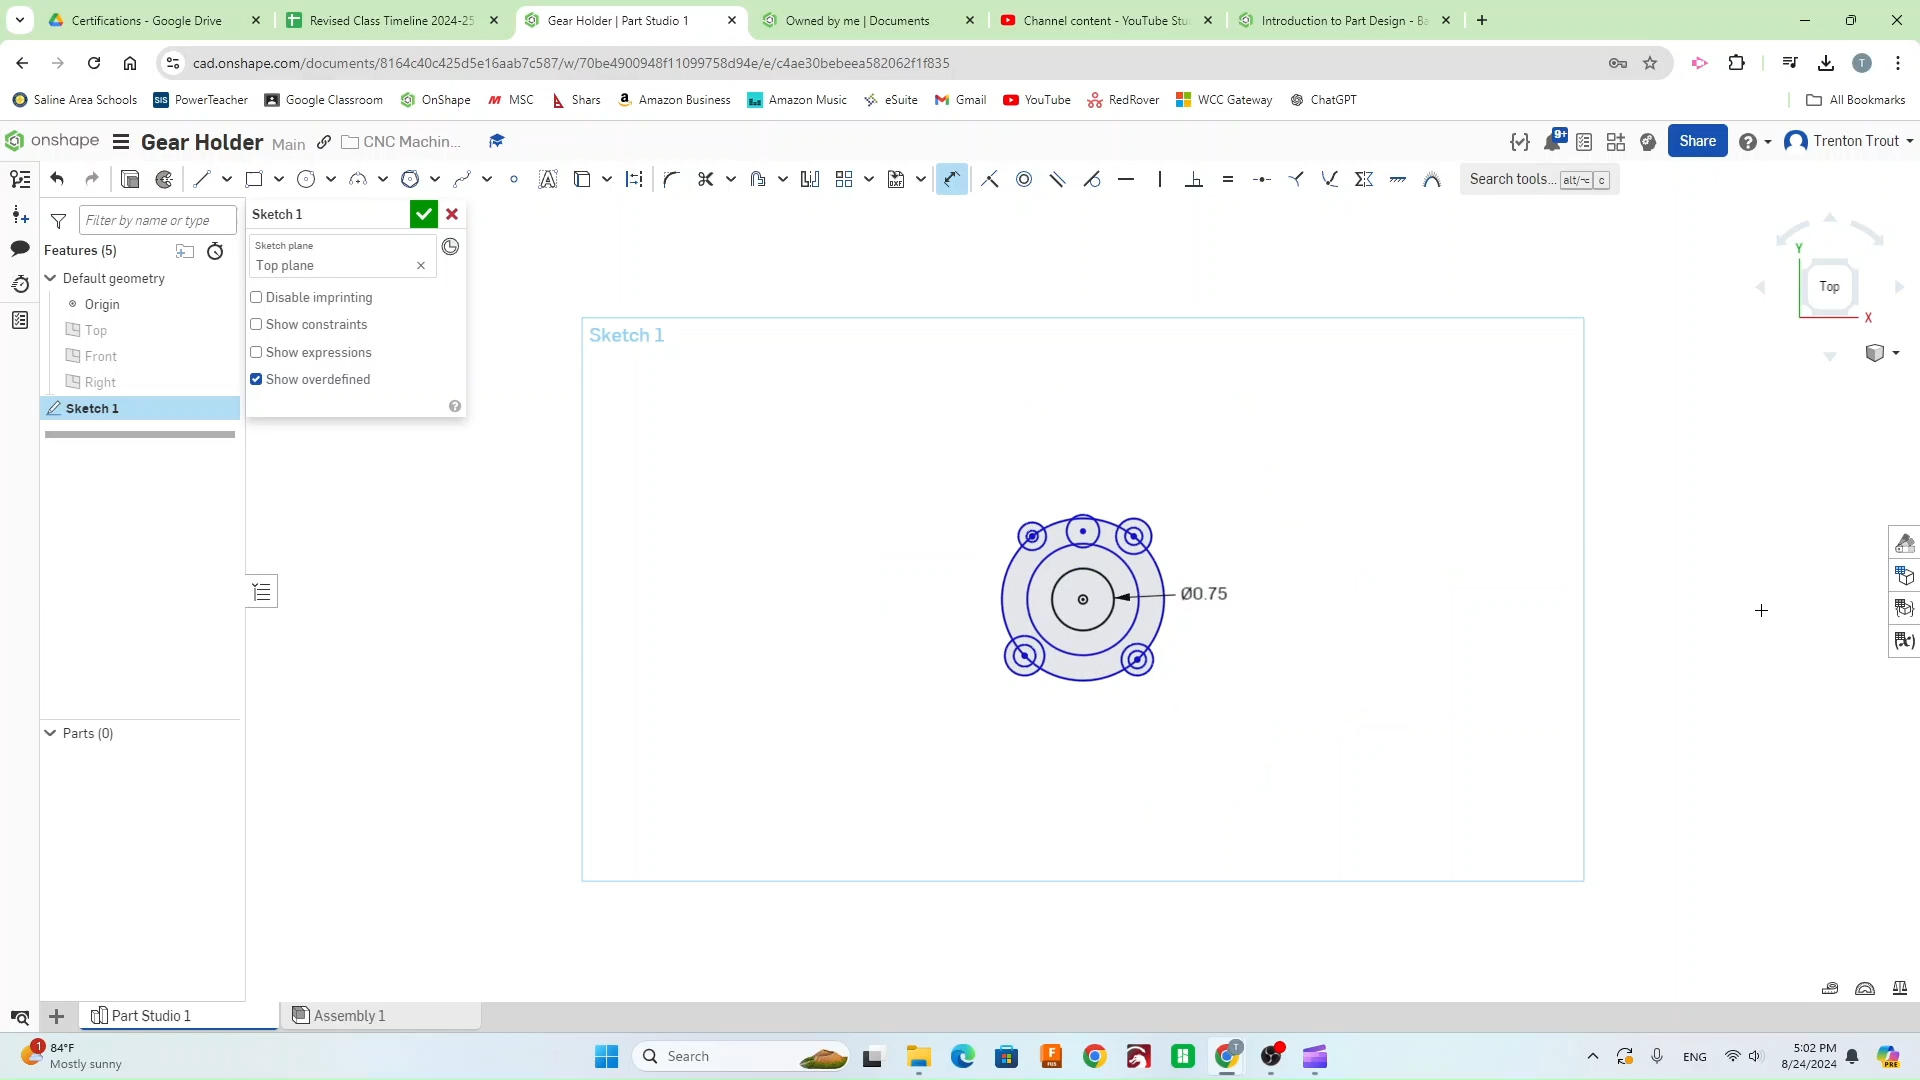 Certifications - Google Drive
Revised Class Timeline 2024-25
Gear Holder | Part Studio 1
Owned by me | Documents
Channel content - YouTube Stu
Introduction to Part Design - Ba
cad.onshape.com/documents/8164c40c425d5e16aab7c587/w/70be4900948f11099758d94e/e/c4ae30bebeea582062f1f835
T
Saline Area Schools
SIS PowerTeacher
Google Classroom
OnShape
MSC
Shars
Amazon Business
Amazon Music
eSuite
Gmail
YouTube
RedRover
WCC Gateway
ChatGPT
All Bookmarks
onshape
Gear Holder Main
CNC Machin...
9+
Share
Trenton Trout
DXF
Search tools... alt/⌥ c
Filter by name or type
Features (5)
Default geometry
Origin
Top
Front
Right
Sketch 1
Parts (0)
Sketch 1
Sketch plane
Top plane
Disable imprinting
Show constraints
Show expressions
Show overdefined
Sketch 1
Ø0.75
Y
Top
X
Part Studio 1
Assembly 1
1
84°F
Mostly sunny
Search
ENG
5:02 PM
8/24/2024